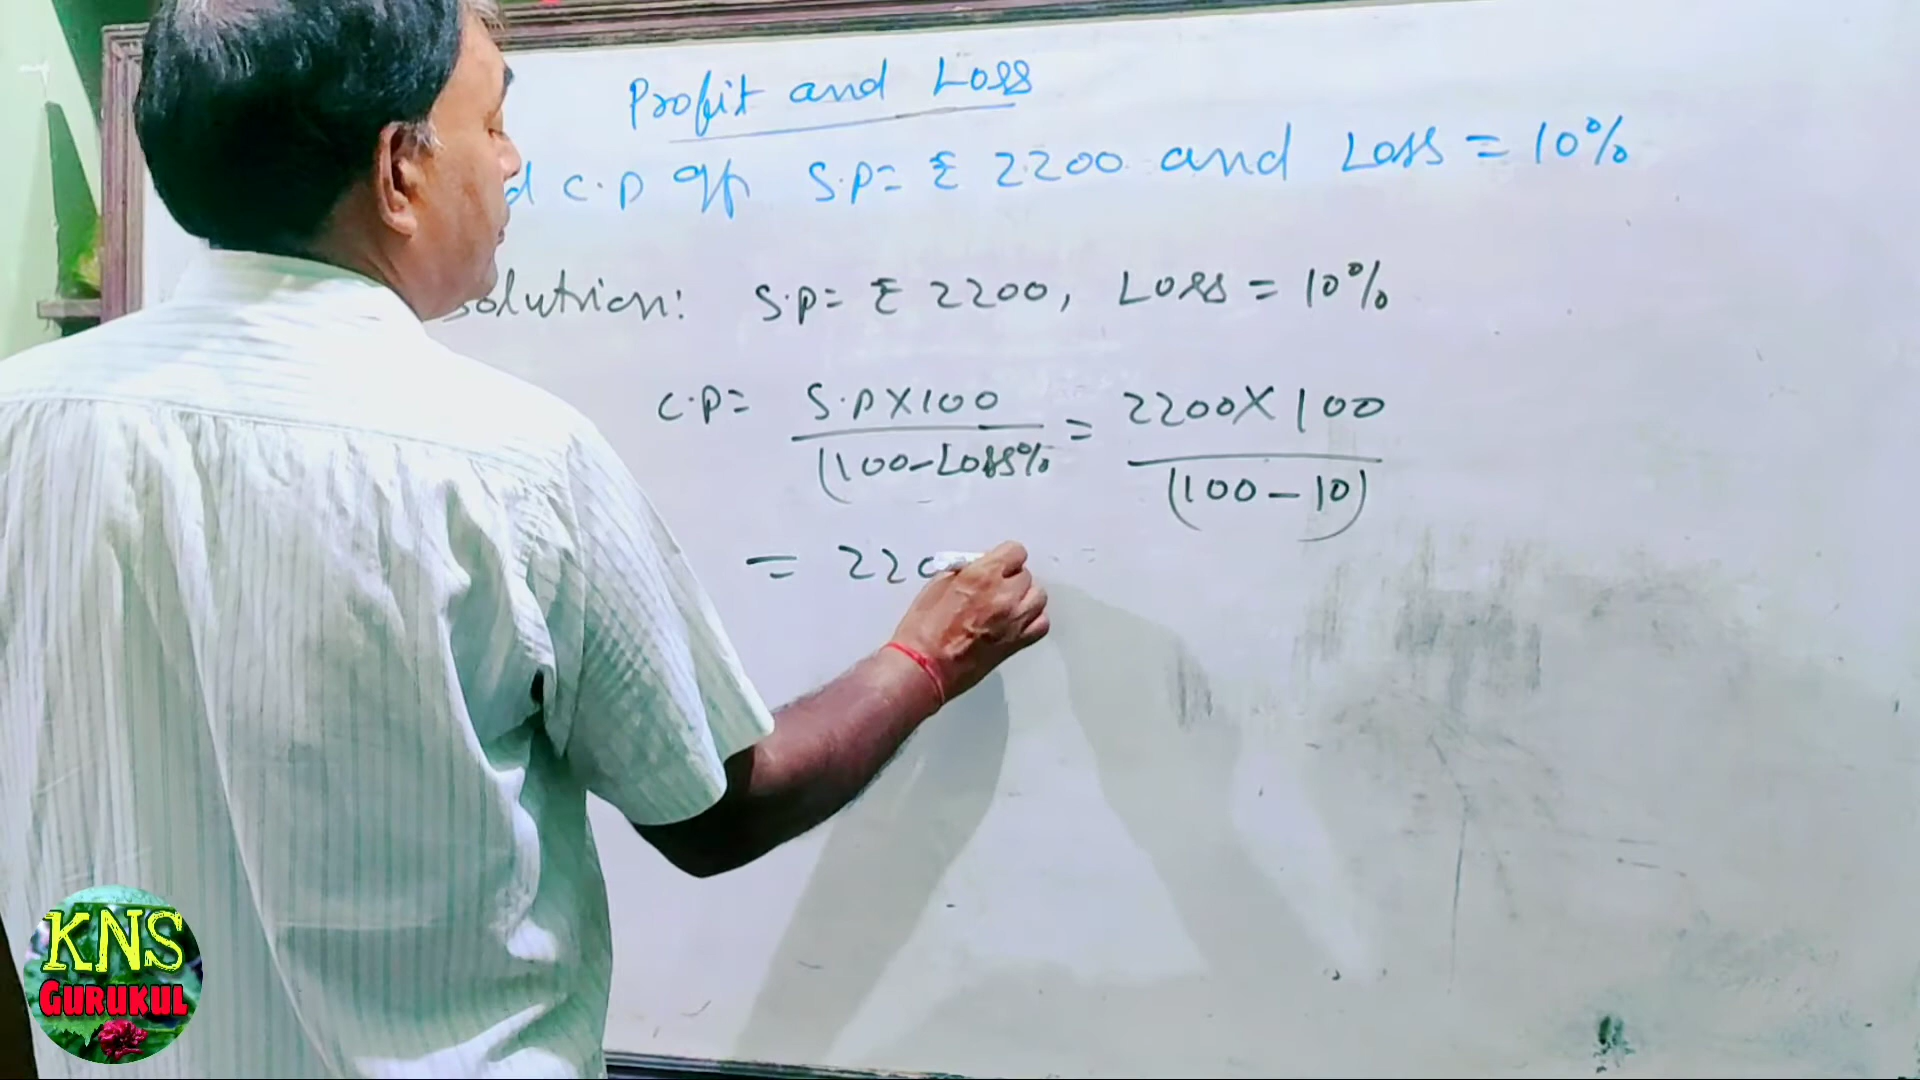 Profit and Loss
C.P if S.P = ₹ 2200 and Loss = 10%
Solution: S.P = ₹ 2200, Loss = 10%
C.P = S.P X 100 / (100 - Loss% = 2200 X 100 / (100 - 10)
= 220
KNS
GURUKUL